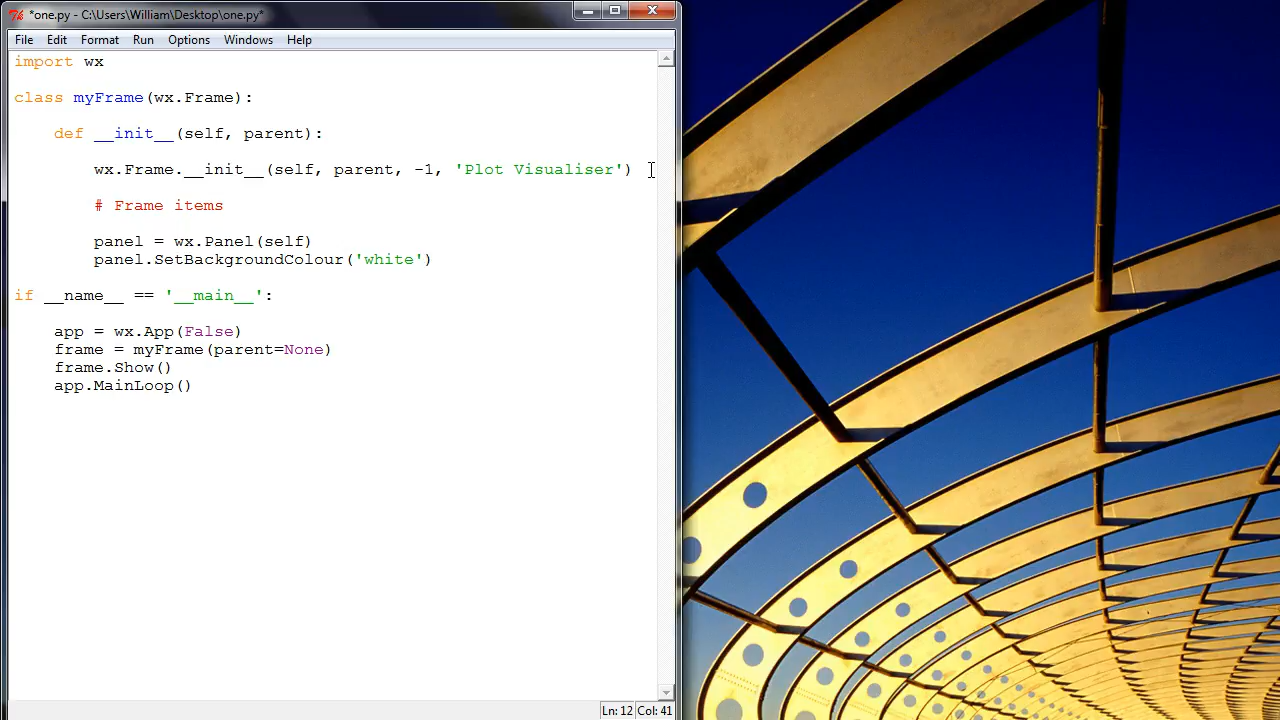 *one.py - C:\Users\William\Desktop\one.py*
File Edit Format Run Options Windows Help
import wx
class myFrame(wx.Frame):
def __init__(self, parent):
wx.Frame.__init__(self, parent, -1, 'Plot Visualiser')
# Frame items
panel = wx.Panel(self)
panel.SetBackgroundColour('white')
if __name__ == '__main__':
app = wx.App(False)
frame = myFrame(parent=None)
frame.Show()
app.MainLoop()
Ln: 12 Col: 41